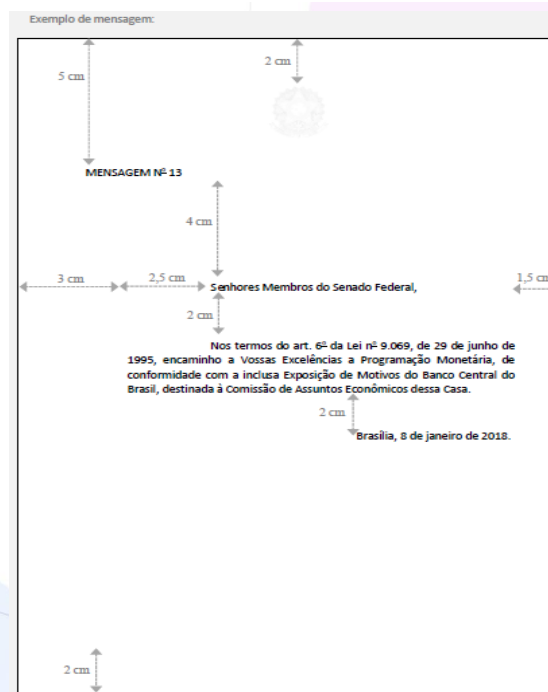 Exemplo de mensagem:
2 cm
5 cm
MENSAGEM Nº 13
4 cm
3 cm 2,5 cm Senhores Membros do Senado Federal, 1,5 cm
2 cm
Nos termos do art. 6º da Lei nº 9.069, de 29 de junho de
1995, encaminho a Vossas Excelências a Programação Monetária, de
conformidade com a inclusa Exposição de Motivos do Banco Central do
Brasil, destinada à Comissão de Assuntos Econômicos dessa Casa.
2 cm
Brasília, 8 de janeiro de 2018.
2 cm